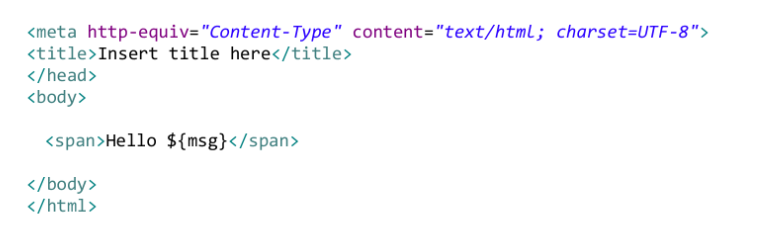 <meta http-equiv="Content-Type" content="text/html; charset=UTF-8">
<title>Insert title here</title>
</head>
<body>
<span>Hello ${msg}</span>
</body>
</html>